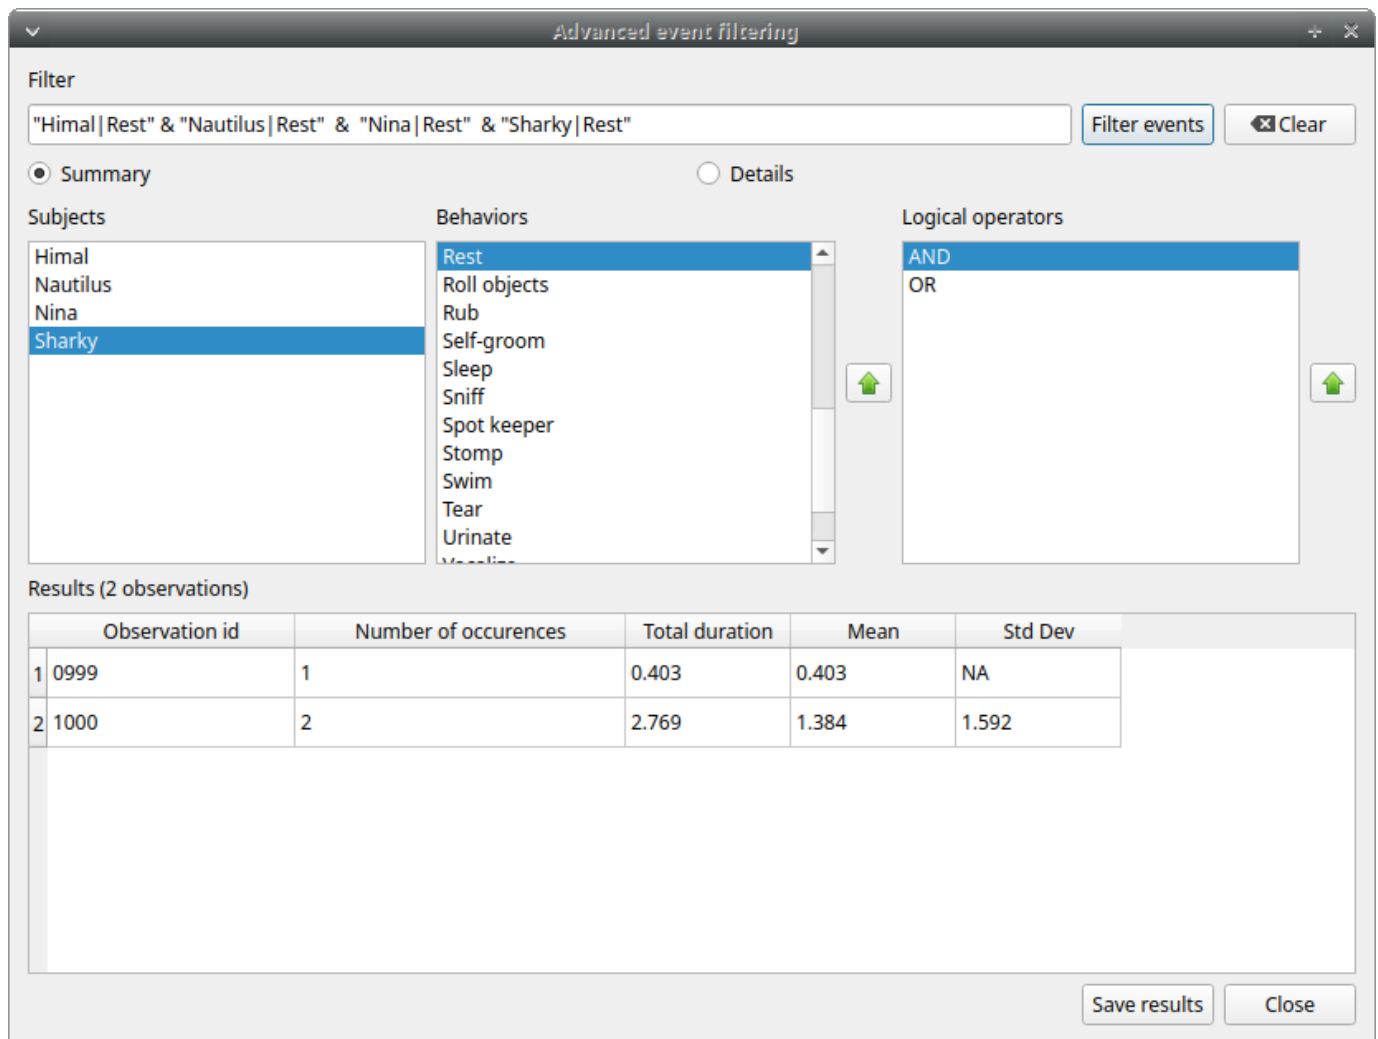 Advanced event filtering
Filter
"Himal|Rest" & "Nautilus|Rest"  &  "Nina|Rest"  & "Sharky|Rest"
Filter events
Clear
Summary
Details
Subjects
Behaviors
Logical operators
Himal
Nautilus
Nina
Sharky
Rest
Roll objects
Rub
Self-groom
Sleep
Sniff
Spot keeper
Stomp
Swim
Tear
Urinate
AND
OR
Results (2 observations)
Observation id Number of occurences Total duration Mean Std Dev
1 0999 1 0.403 0.403 NA
2 1000 2 2.769 1.384 1.592
Save results
Close